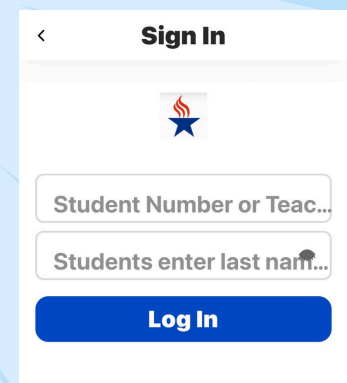 Sign In
Student Number or Teac...
Students enter last nam...
Log In